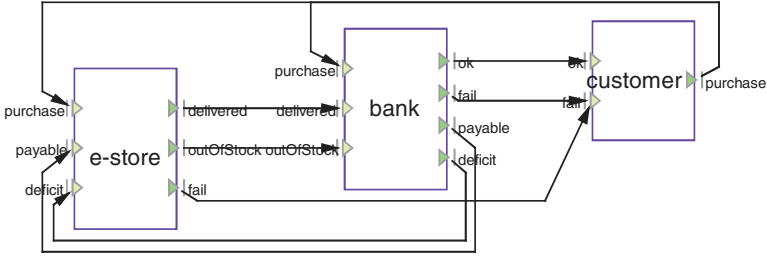 purchase
payable
deficit
e-store
delivered
outOfStock
fail
purchase
delivered
outOfStock
bank
ok
fail
payable
deficit
ok
fail
customer
purchase